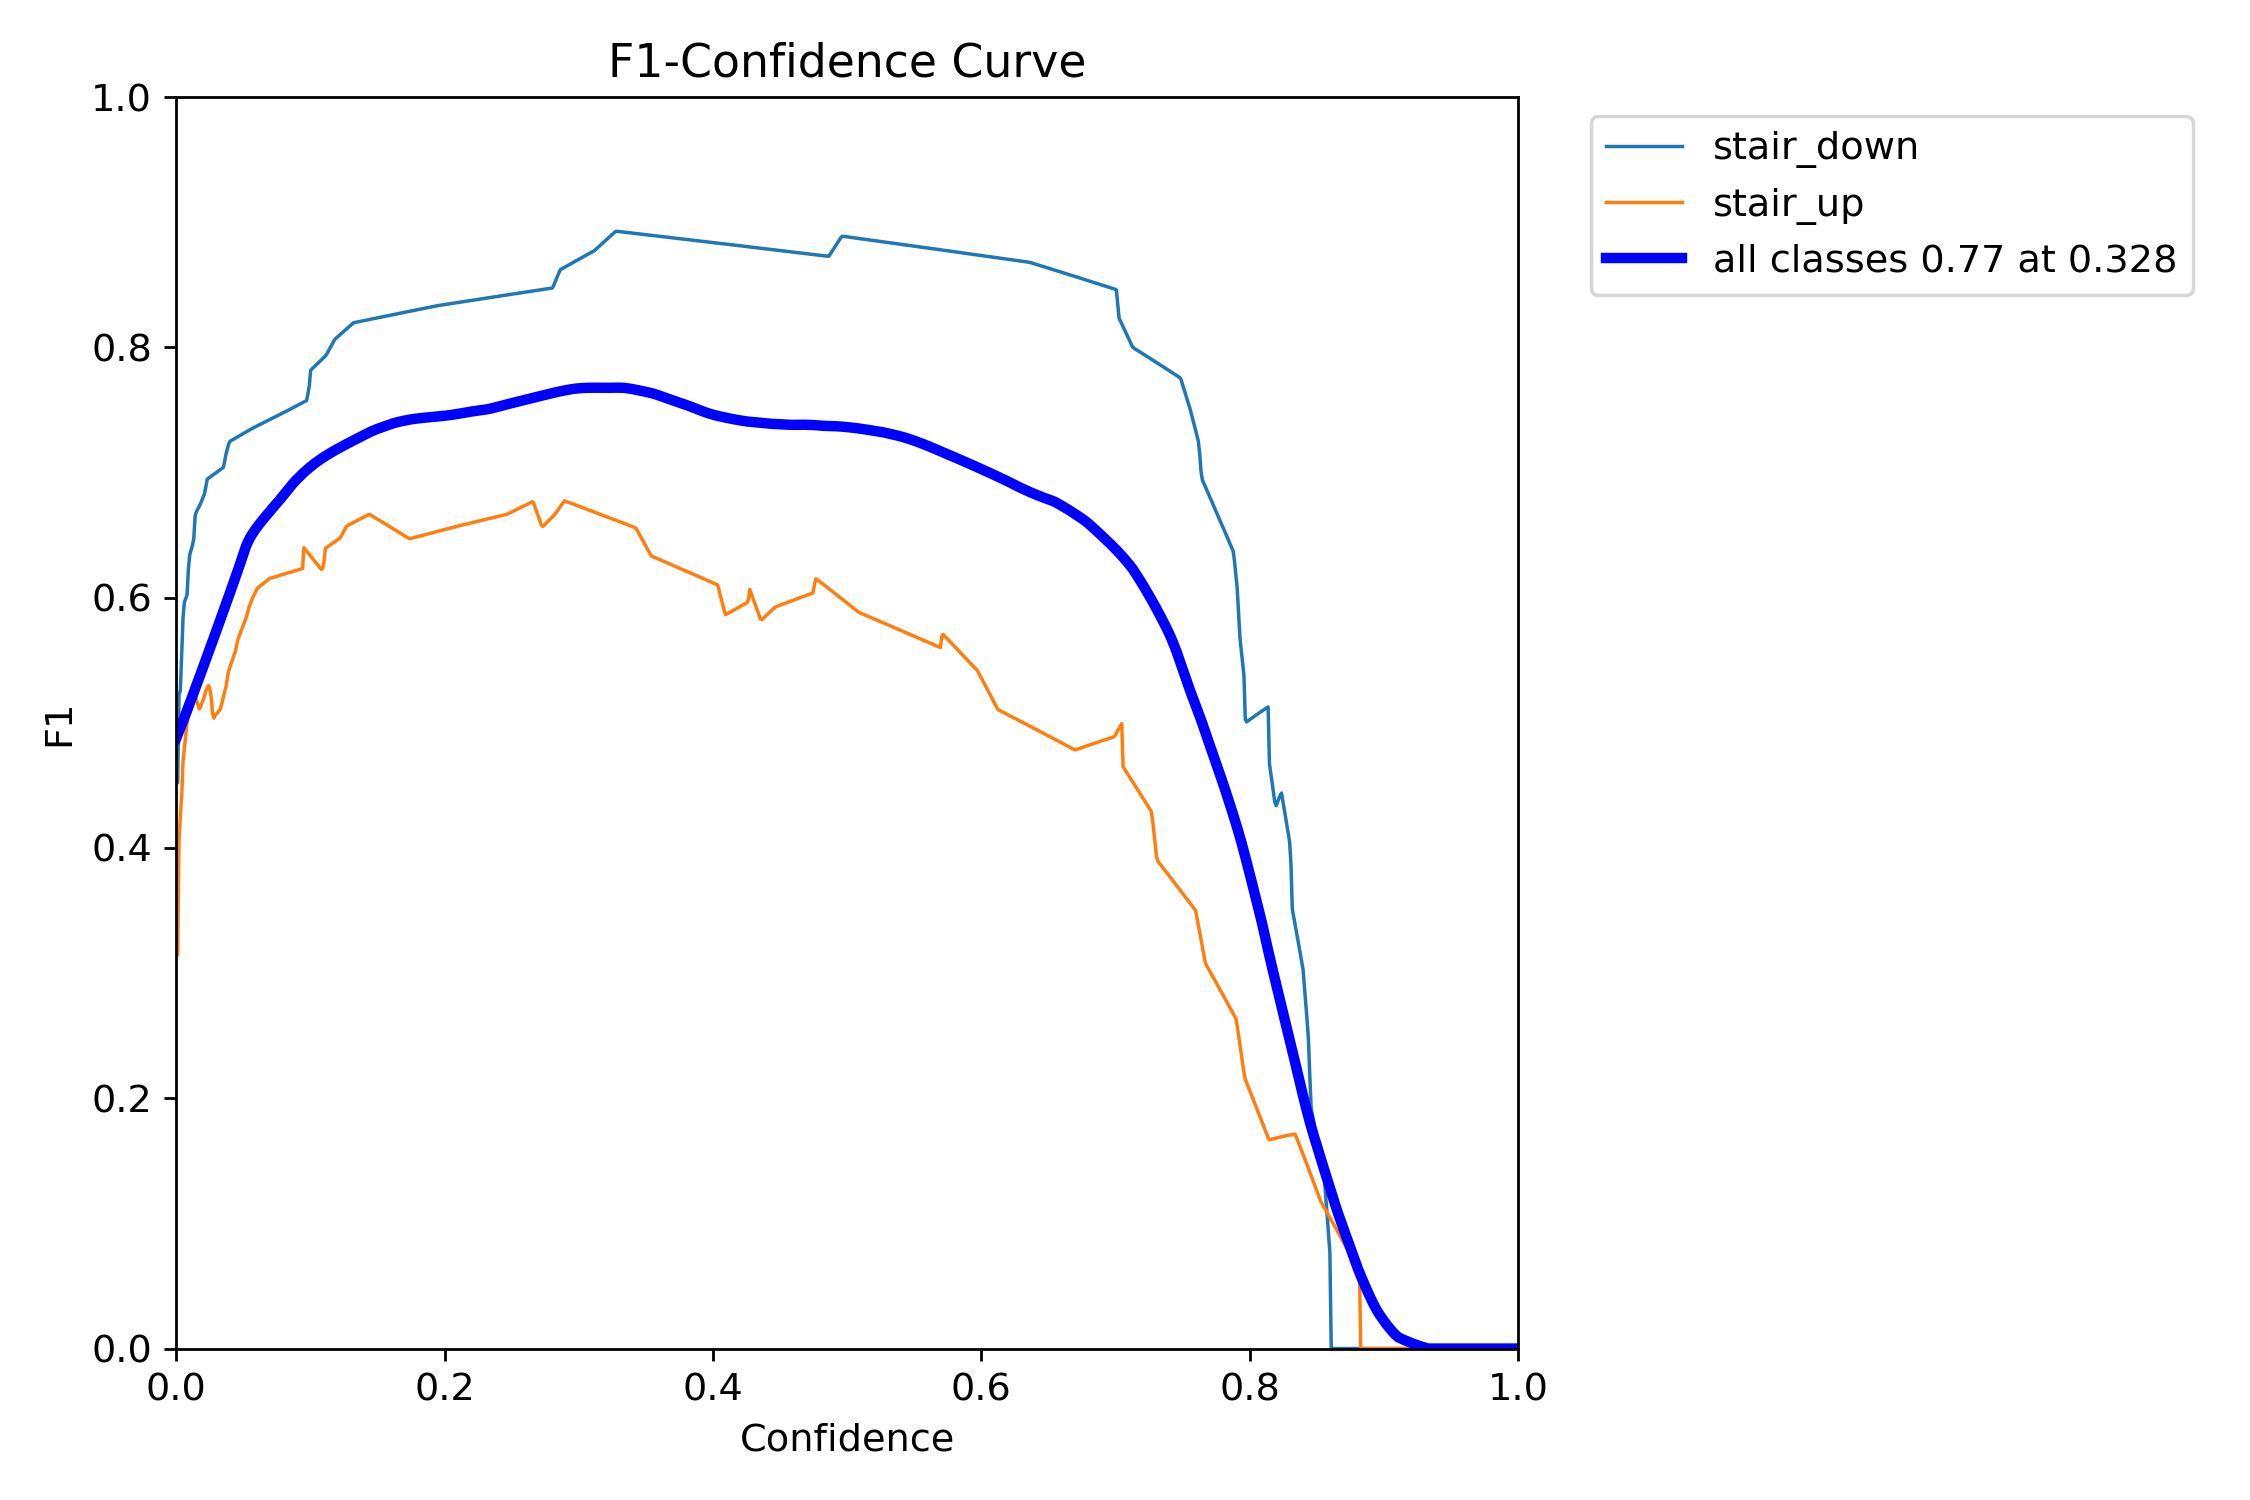 F1-Confidence Curve
1.0
0.8
0.6
0.4
0.2
0.0
F1
0.0 0.2 0.4 0.6 0.8 1.0
Confidence
stair_down
stair_up
all classes 0.77 at 0.328